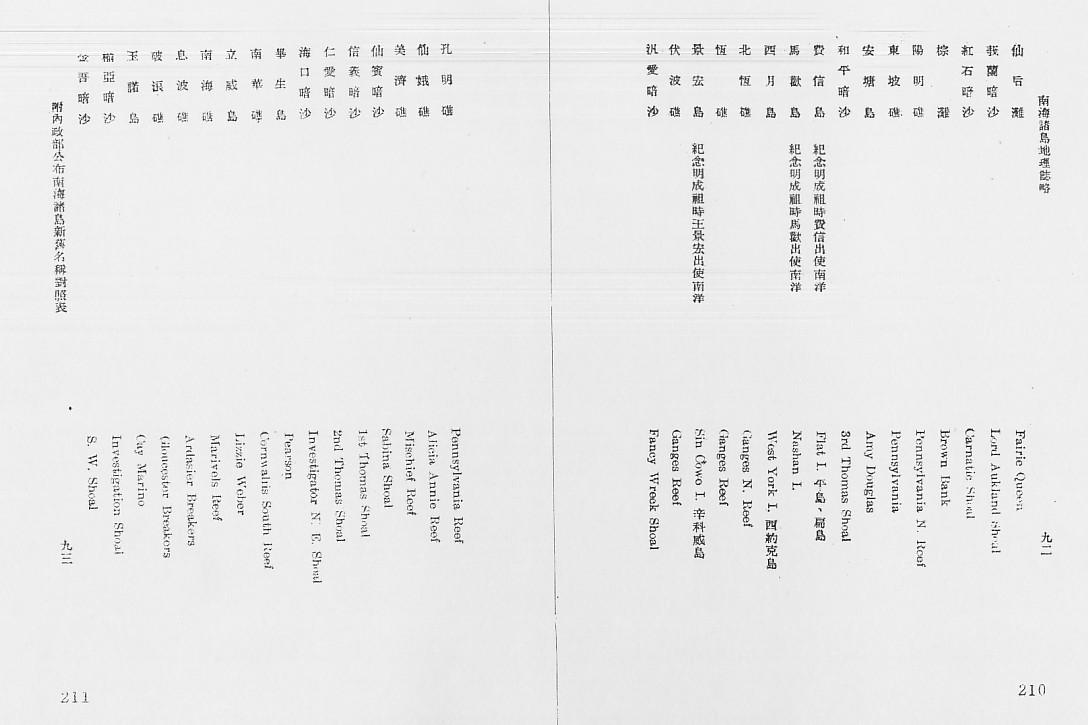 南海諸島地理誌略
九二
仙后灘 Fairie Queen
莪蘭暗沙 Lord Aukland Shoal
紅石暗沙 Carnatic Shoal
棕灘 Brown Bank
陽明礁 Pennsylvania N. Reef
東坡礁 Pennsylvania
安塘島 Amy Douglas
和平暗沙 3rd Thomas Shoal
費信島 紀念明成祖時費信出使南洋 Flat I. 平島、扁島
馬歡島 紀念明成祖時馬歡出使南洋 Nashan I.
西月島 West York I. 西約克島
北恆礁 Ganges N. Reef
恆礁 Ganges Reef
景宏島 紀念明成祖時王景宏出使南洋 Sin Cowo I. 辛科威島
伏波礁 Ganges Reef
汎愛暗沙 Fancy Wreck Shoal
210
孔明礁 Pennsylvania Reef
仙娥礁 Alicia Annie Reef
美濟礁 Mischief Reef
仙賓暗沙 Sabina Shoal
信義暗沙 1st Thomas Shoal
仁愛暗沙 2nd Thomas Shoal
海口暗沙 Investigator N. E. Shoal
畢生島 Pearson
南華礁 Cornwallis South Reef
立威島 Lizzie Weber
南海礁 Marivels Reef
息波礁 Ardasier Breakers
破浪礁 Gloucester Breakers
玉諾島 Cay Marino
榆亞暗沙 Investigation Shoal
金吾暗沙 S. W. Shoal
附內政部公布南海諸島新舊名稱對照表
九三
211